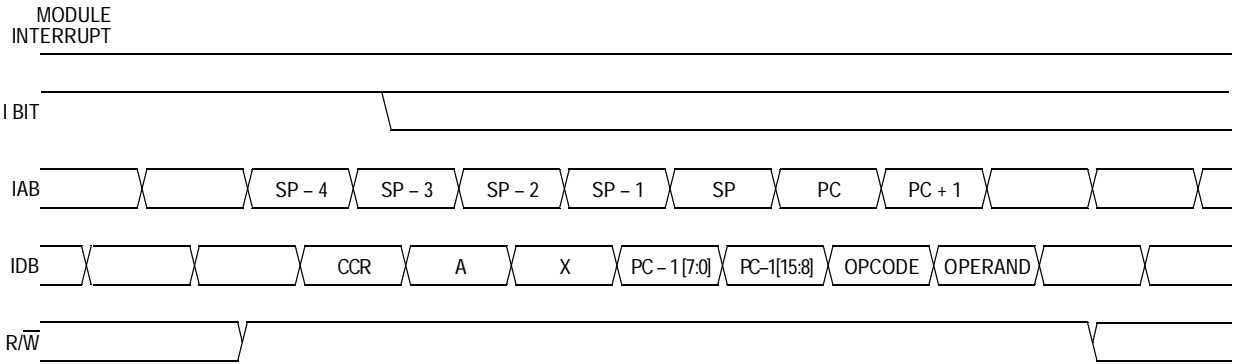 MODULE
INTERRUPT
I BIT
IAB SP – 4 SP – 3 SP – 2 SP – 1 SP PC PC + 1
IDB CCR A X PC – 1 [7:0] PC–1[15:8] OPCODE OPERAND
R/W̅